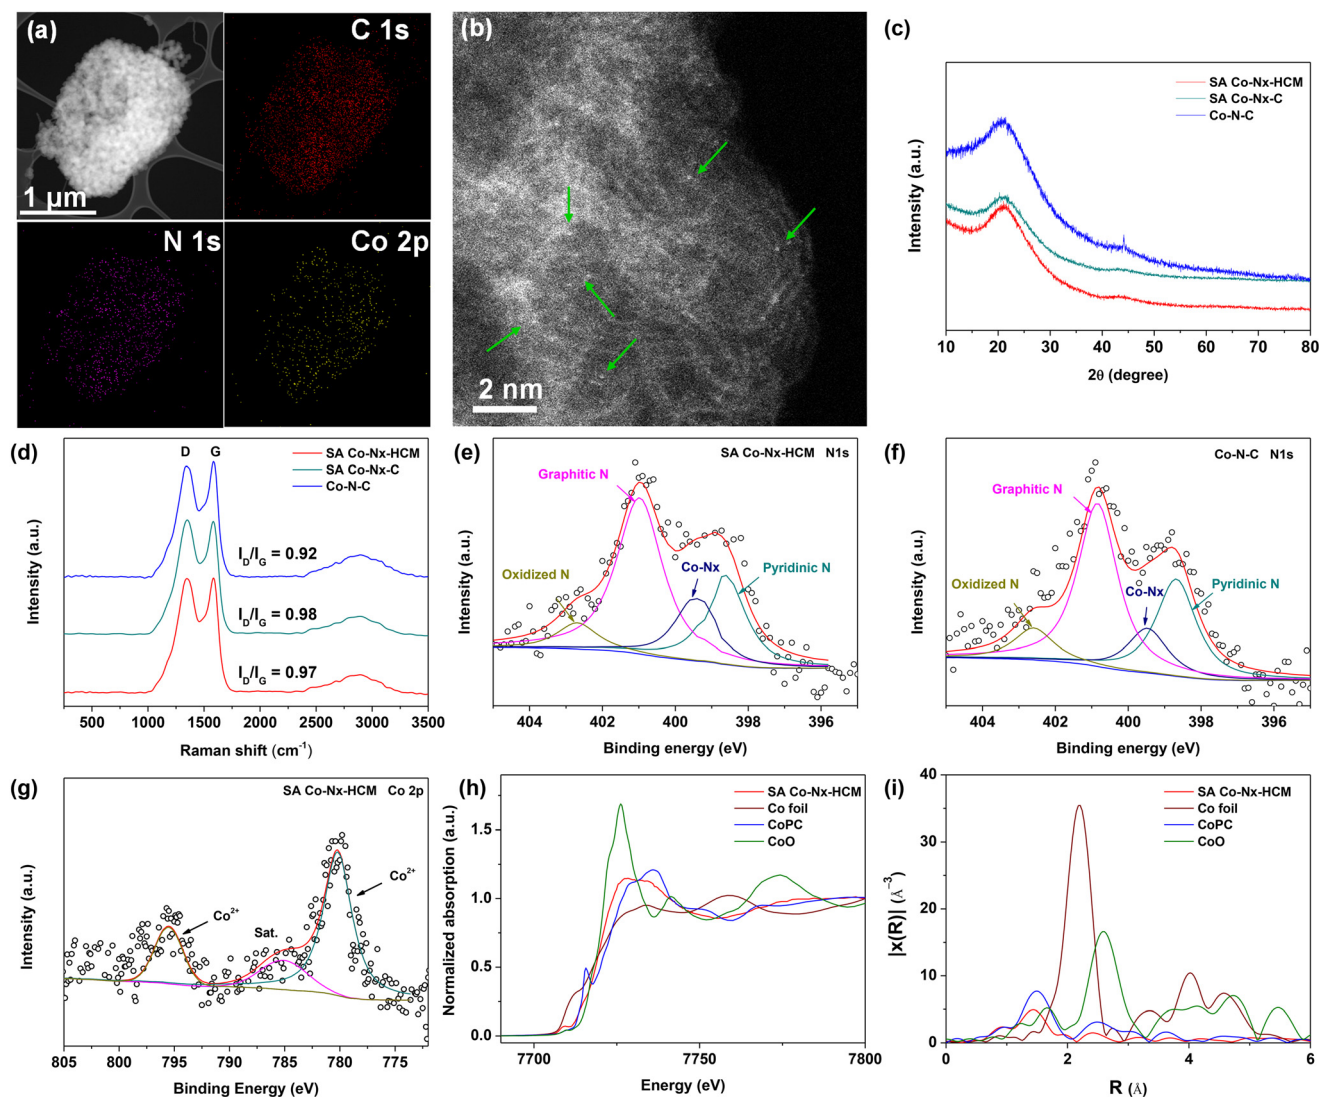 (a)
C 1s
1 µm
N 1s
Co 2p
(b)
2 nm
(c)
SA Co-Nx-HCM
SA Co-Nx-C
Co-N-C
Intensity (a.u.)
10 20 30 40 50 60 70 80
2θ (degree)
(d)
D G
SA Co-Nx-HCM
SA Co-Nx-C
Co-N-C
I_D/I_G = 0.92
I_D/I_G = 0.98
I_D/I_G = 0.97
Intensity (a.u.)
500 1000 1500 2000 2500 3000 3500
Raman shift (cm⁻¹)
(e)
SA Co-Nx-HCM N1s
Graphitic N
Co-Nx
Oxidized N
Pyridinic N
Intensity (a.u.)
404 402 400 398 396
Binding energy (eV)
(f)
Co-N-C N1s
Graphitic N
Oxidized N
Co-Nx
Pyridinic N
Intensity (a.u.)
404 402 400 398 396
Binding energy (eV)
(g)
SA Co-Nx-HCM Co 2p
Co²⁺
Co²⁺
Sat.
Intensity (a.u.)
805 800 795 790 785 780 775
Binding Energy (eV)
(h)
SA Co-Nx-HCM
Co foil
CoPC
CoO
Normalized absorption (a.u.)
1.5
1.0
0.5
0.0
7700 7750 7800
Energy (eV)
(i)
SA Co-Nx-HCM
Co foil
CoPC
CoO
|x(R)| (Å⁻³)
40
30
20
10
0
0 2 4 6
R (Å)